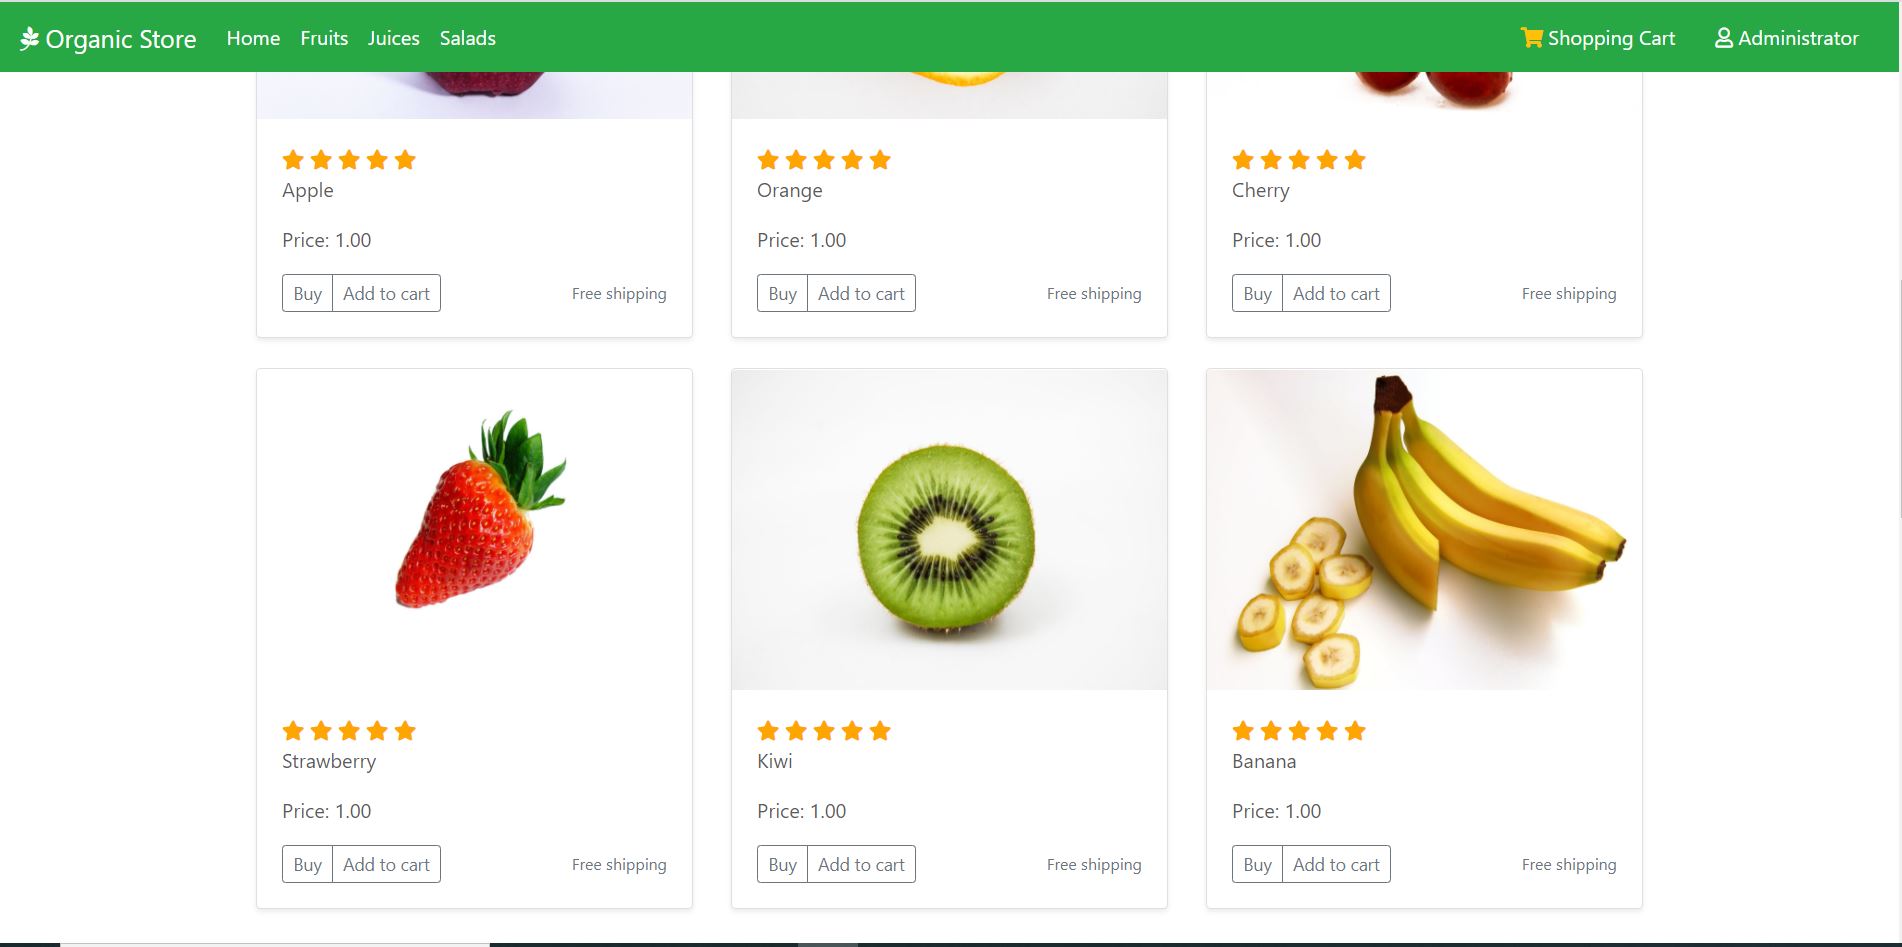 Organic Store Home Fruits Juices Salads Shopping Cart Administrator
Apple
Price: 1.00
Buy Add to cart Free shipping
Orange
Price: 1.00
Buy Add to cart Free shipping
Cherry
Price: 1.00
Buy Add to cart Free shipping
Strawberry
Price: 1.00
Buy Add to cart Free shipping
Kiwi
Price: 1.00
Buy Add to cart Free shipping
Banana
Price: 1.00
Buy Add to cart Free shipping